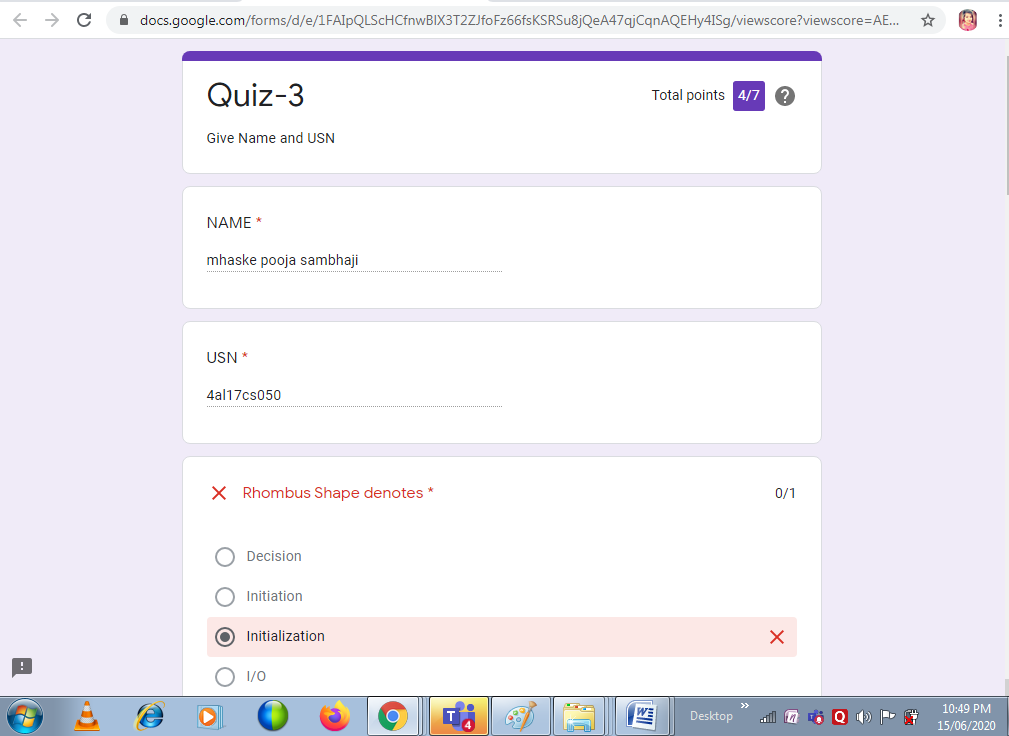 docs.google.com/forms/d/e/1FAIpQLScHCfnwBIX3T2ZJfoFz66fsKSRSu8jQeA47qjCqnAQEHy4ISg/viewscore?viewscore=AE...
Quiz-3
Total points 4/7
Give Name and USN
NAME *
mhaske pooja sambhaji
USN *
4al17cs050
Rhombus Shape denotes * 0/1
Decision
Initiation
Initialization
I/O
Desktop
10:49 PM
15/06/2020